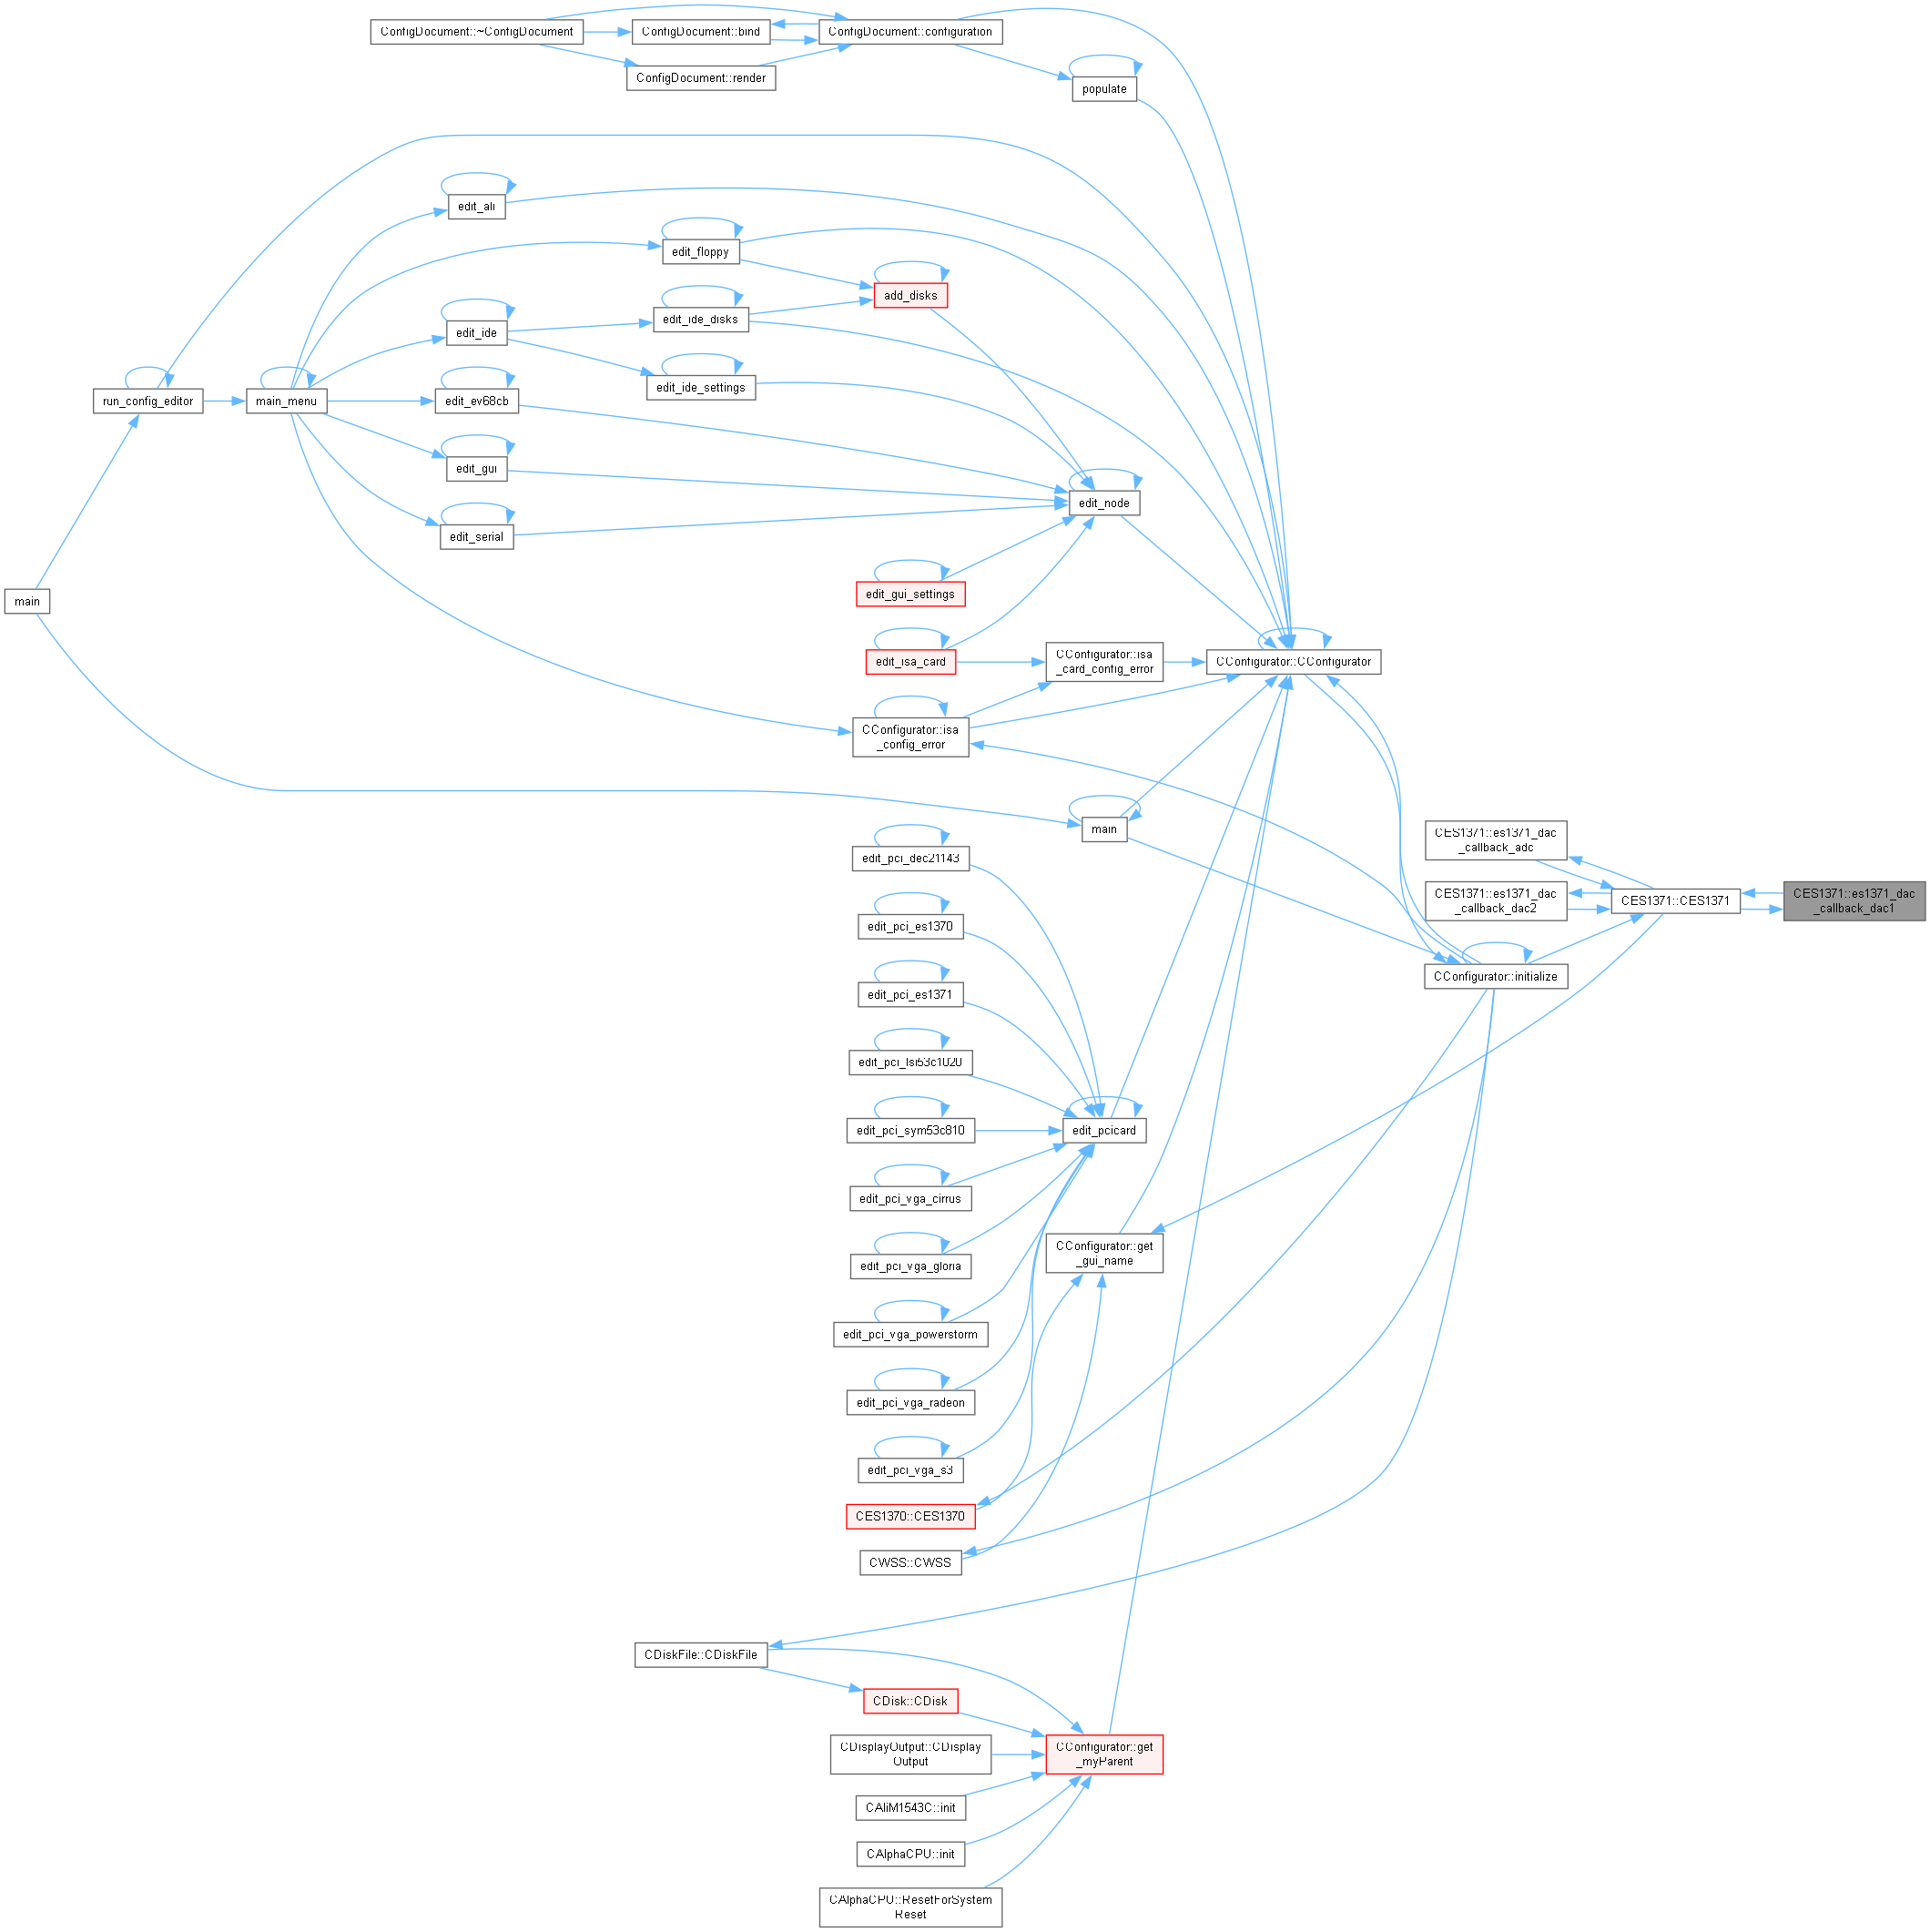 ConfigDocument::~ConfigDocument
ConfigDocument::bind
ConfigDocument::configuration
ConfigDocument::render
populate
edit_ali
edit_floppy
add_disks
edit_ide
edit_ide_disks
edit_ide_settings
run_config_editor
main_menu
edit_ev68cb
edit_gui
edit_node
edit_serial
edit_gui_settings
main
edit_isa_card
CConfigurator::isa
_card_config_error
CConfigurator::CConfigurator
CConfigurator::isa
_config_error
main
CES1371::es1371_dac
_callback_adc
edit_pci_dec21143
CES1371::es1371_dac
_callback_dac2
CES1371::CES1371
CES1371::es1371_dac
_callback_dac1
edit_pci_es1370
CConfigurator::initialize
edit_pci_es1371
edit_pci_lsi53c1020
edit_pci_sym53c810
edit_pcicard
edit_pci_vga_cirrus
CConfigurator::get
_gui_name
edit_pci_vga_gloria
edit_pci_vga_powerstorm
edit_pci_vga_radeon
edit_pci_vga_s3
CES1370::CES1370
CWSS::CWSS
CDiskFile::CDiskFile
CDisk::CDisk
CDisplayOutput::CDisplay
Output
CConfigurator::get
_myParent
CAliM1543C::init
CAlphaCPU::init
CAlphaCPU::ResetForSystem
Reset